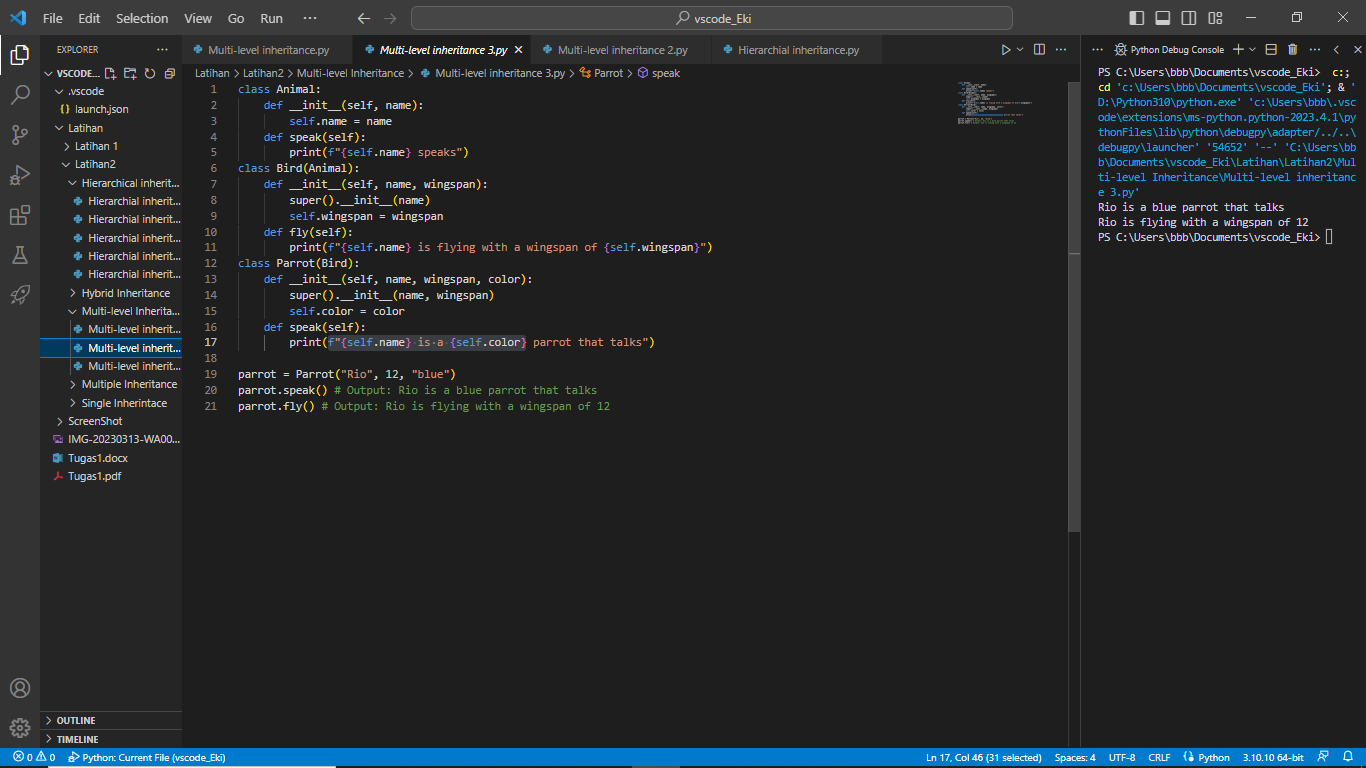 File Edit Selection View Go Run ··· vscode_Eki
EXPLORER ···
VSCODE...
.vscode
launch.json
Latihan
Latihan 1
Latihan2
Hierarchical inherit...
Hierarchial inherit...
Hierarchial inherit...
Hierarchial inherit...
Hierarchial inherit...
Hierarchial inherit...
Hybrid Inheritance
Multi-level Inherita...
Multi-level inherit...
Multi-level inherit...
Multi-level inherit...
Multiple Inheritance
Single Inherintace
ScreenShot
IMG-20230313-WA00...
Tugas1.docx
Tugas1.pdf
OUTLINE
TIMELINE
Multi-level inheritance.py Multi-level inheritance 3.py Multi-level inheritance 2.py Hierarchial inheritance.py
Latihan > Latihan2 > Multi-level Inheritance > Multi-level inheritance 3.py > Parrot > speak
1 class Animal:
2 def __init__(self, name):
3 self.name = name
4 def speak(self):
5 print(f"{self.name} speaks")
6 class Bird(Animal):
7 def __init__(self, name, wingspan):
8 super().__init__(name)
9 self.wingspan = wingspan
10 def fly(self):
11 print(f"{self.name} is flying with a wingspan of {self.wingspan}")
12 class Parrot(Bird):
13 def __init__(self, name, wingspan, color):
14 super().__init__(name, wingspan)
15 self.color = color
16 def speak(self):
17 print(f"{self.name} is a {self.color} parrot that talks")
18
19 parrot = Parrot("Rio", 12, "blue")
20 parrot.speak() # Output: Rio is a blue parrot that talks
21 parrot.fly() # Output: Rio is flying with a wingspan of 12
··· Python Debug Console ···
PS C:\Users\bbb\Documents\vscode_Eki> c:;
cd 'c:\Users\bbb\Documents\vscode_Eki'; & '
D:\Python310\python.exe' 'c:\Users\bbb\.vsc
ode\extensions\ms-python.python-2023.4.1\py
thonFiles\lib\python\debugpy\adapter/../..\
debugpy\launcher' '54652' '--' 'C:\Users\bb
b\Documents\vscode_Eki\Latihan\Latihan2\Mul
ti-level Inheritance\Multi-level inheritanc
e 3.py'
Rio is a blue parrot that talks
Rio is flying with a wingspan of 12
PS C:\Users\bbb\Documents\vscode_Eki>
0 0 Python: Current File (vscode_Eki) Ln 17, Col 46 (31 selected) Spaces: 4 UTF-8 CRLF Python 3.10.10 64-bit